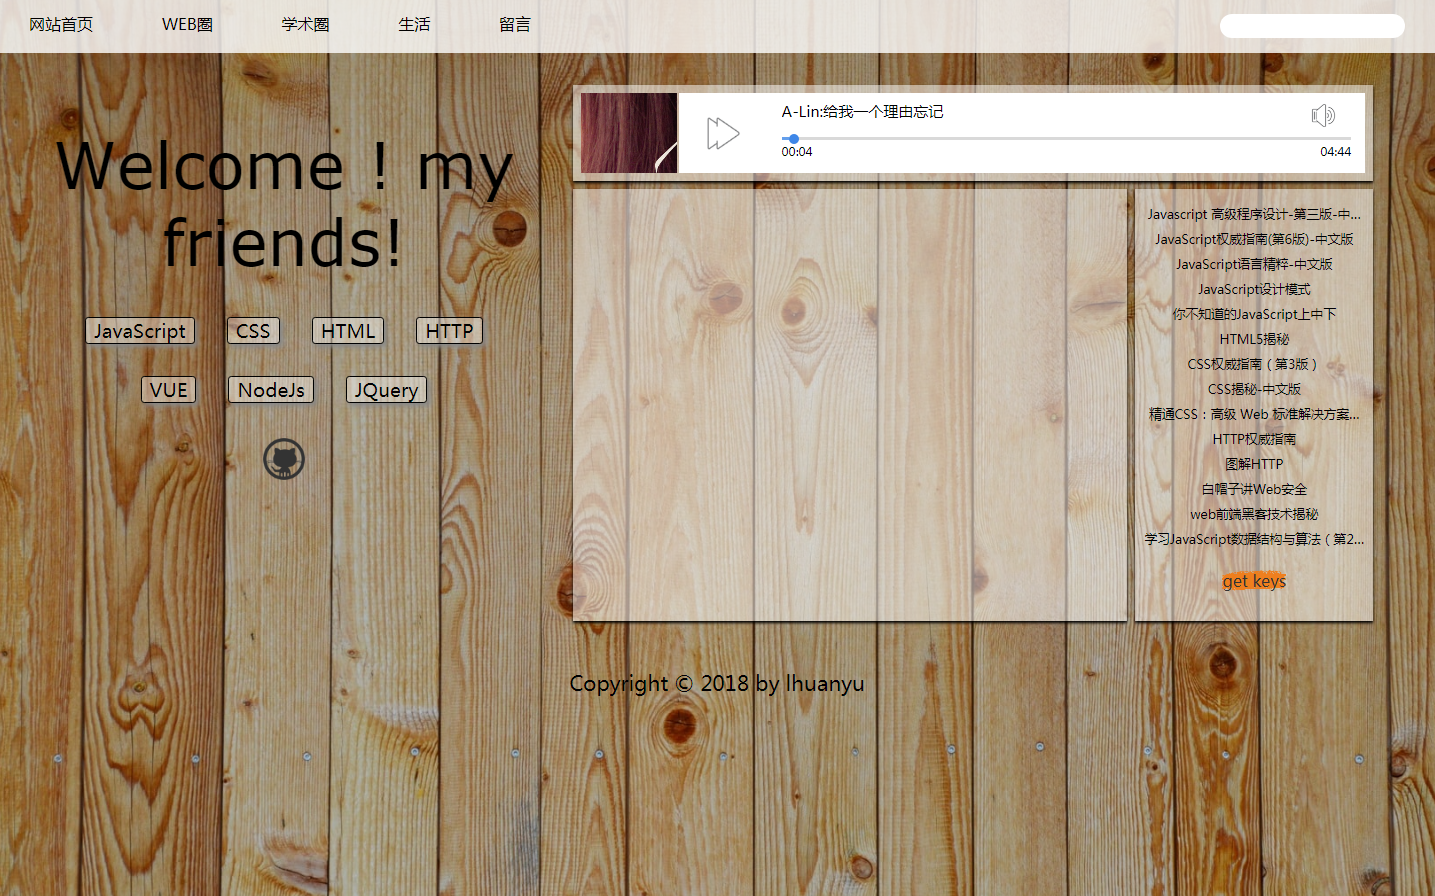 网站首页 WEB圈 学术圈 生活 留言
Welcome ! my
friends!
JavaScript CSS HTML HTTP
VUE NodeJs JQuery
A-Lin:给我一个理由忘记
00:04 04:44
Javascript 高级程序设计-第三版-中...
JavaScript权威指南(第6版)-中文版
JavaScript语言精粹-中文版
JavaScript设计模式
你不知道的JavaScript上中下
HTML5揭秘
CSS权威指南（第3版）
CSS揭秘-中文版
精通CSS：高级 Web 标准解决方案...
HTTP权威指南
图解HTTP
白帽子讲Web安全
web前端黑客技术揭秘
学习JavaScript数据结构与算法（第2...
get keys
Copyright © 2018 by lhuanyu